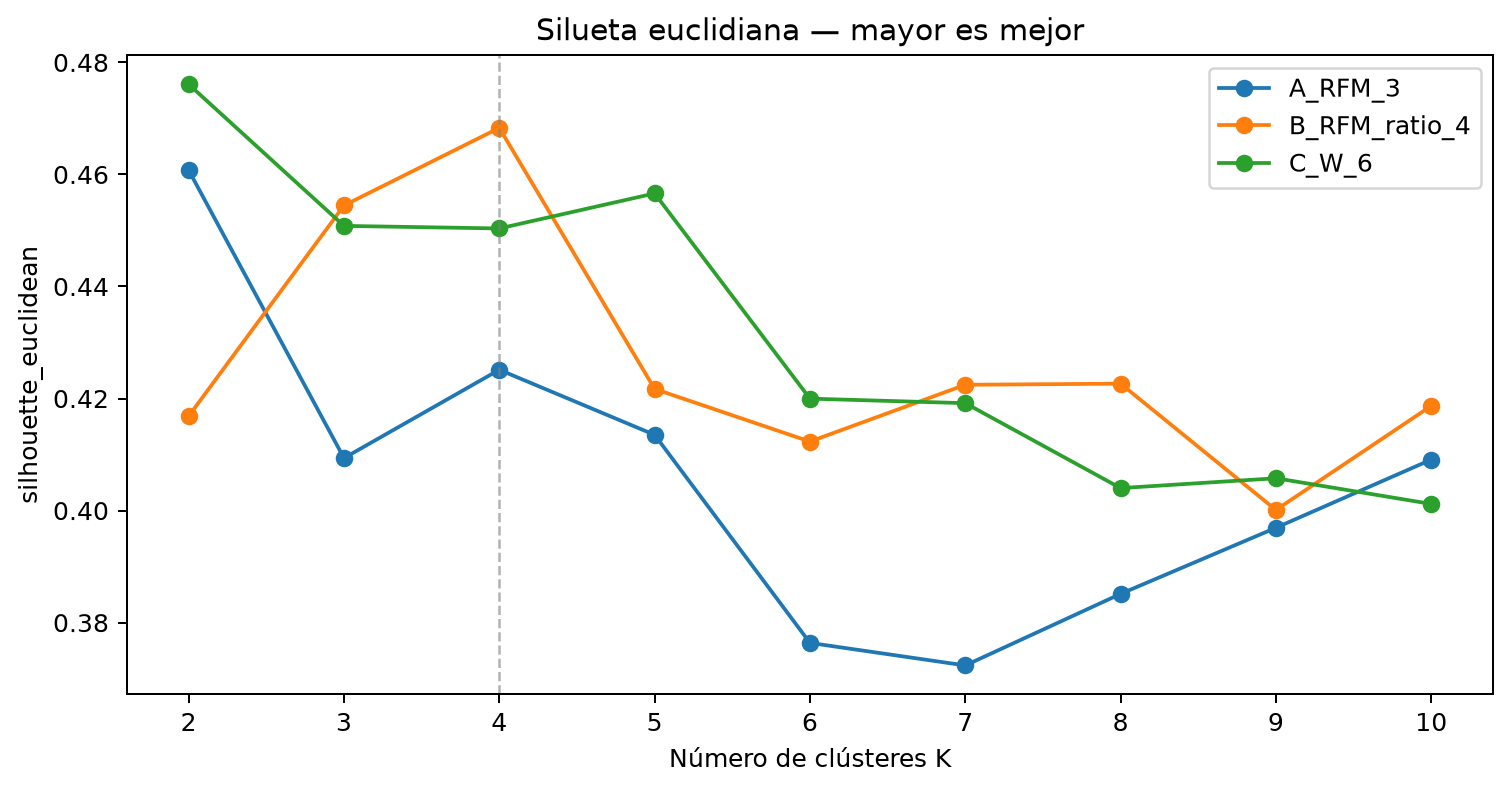 Silueta euclidiana — mayor es mejor
0.48
0.46
0.44
0.42
0.40
0.38
silhouette_euclidean
A_RFM_3
B_RFM_ratio_4
C_W_6
2 3 4 5 6 7 8 9 10
Número de clústeres K